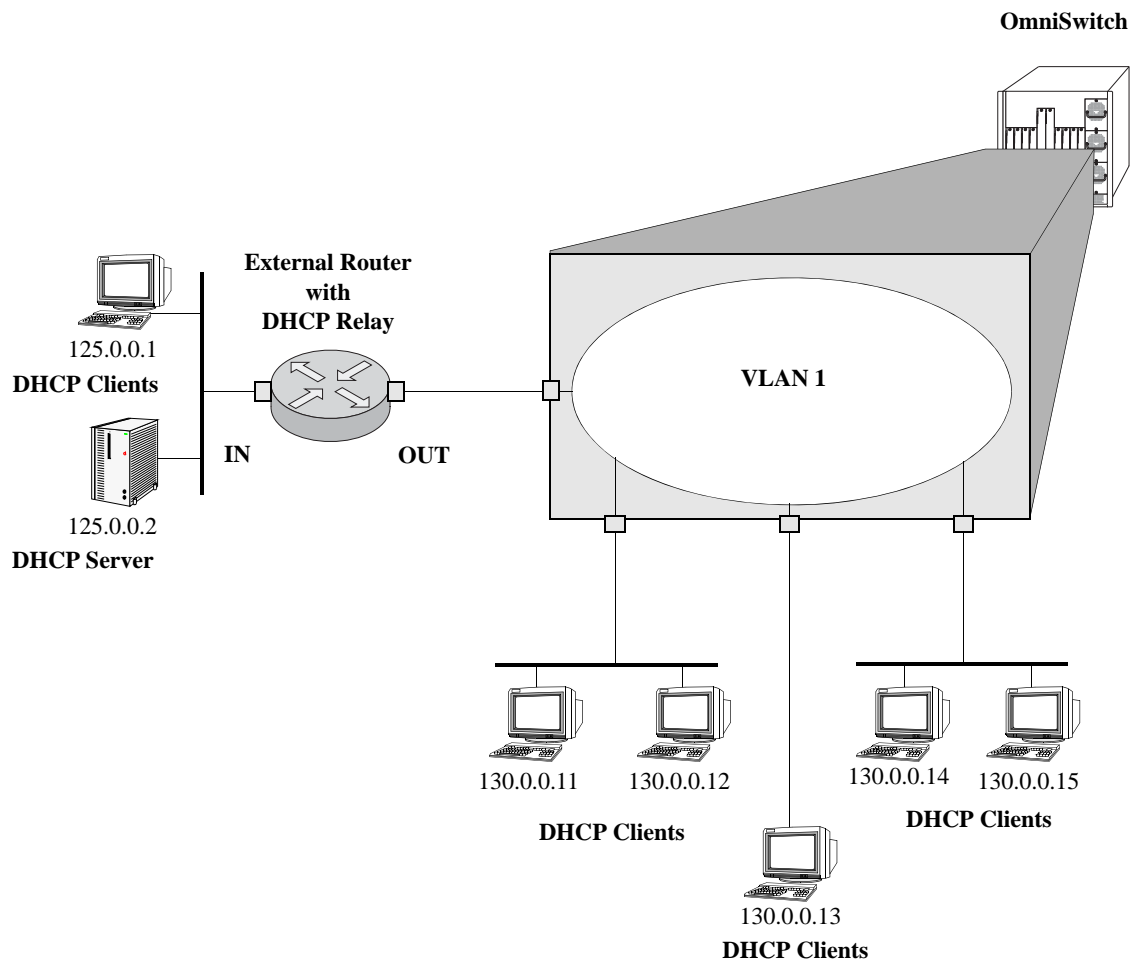 OmniSwitch
External Router
with
DHCP Relay
125.0.0.1
DHCP Clients
IN
OUT
125.0.0.2
DHCP Server
VLAN 1
130.0.0.11
130.0.0.12
DHCP Clients
130.0.0.13
DHCP Clients
130.0.0.14
130.0.0.15
DHCP Clients